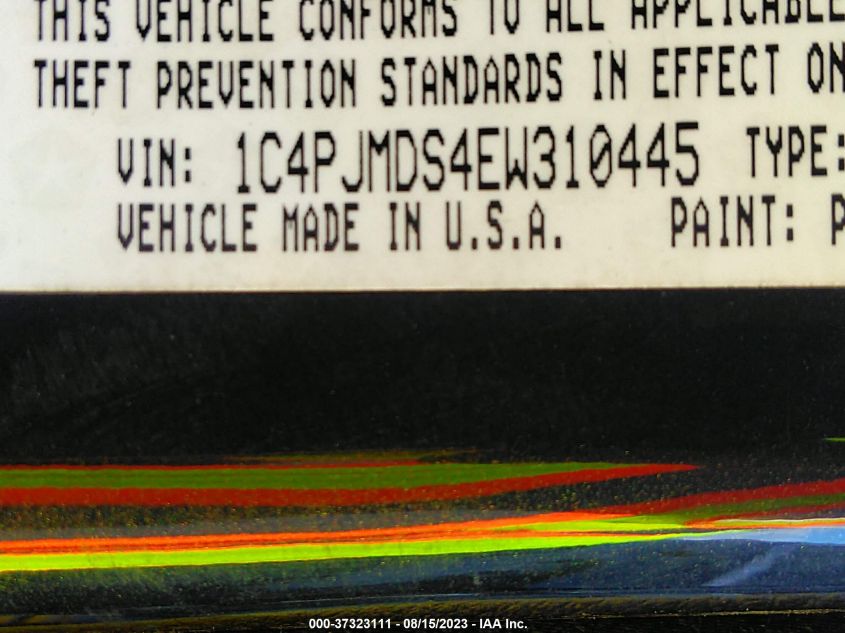 THIS VEHICLE CONFORMS TO ALL APPLICABLE
THEFT PREVENTION STANDARDS IN EFFECT ON
VIN: 1C4PJMDS4EW310445 TYPE:
VEHICLE MADE IN U.S.A. PAINT: P
000-37323111 - 08/15/2023 - IAA Inc.